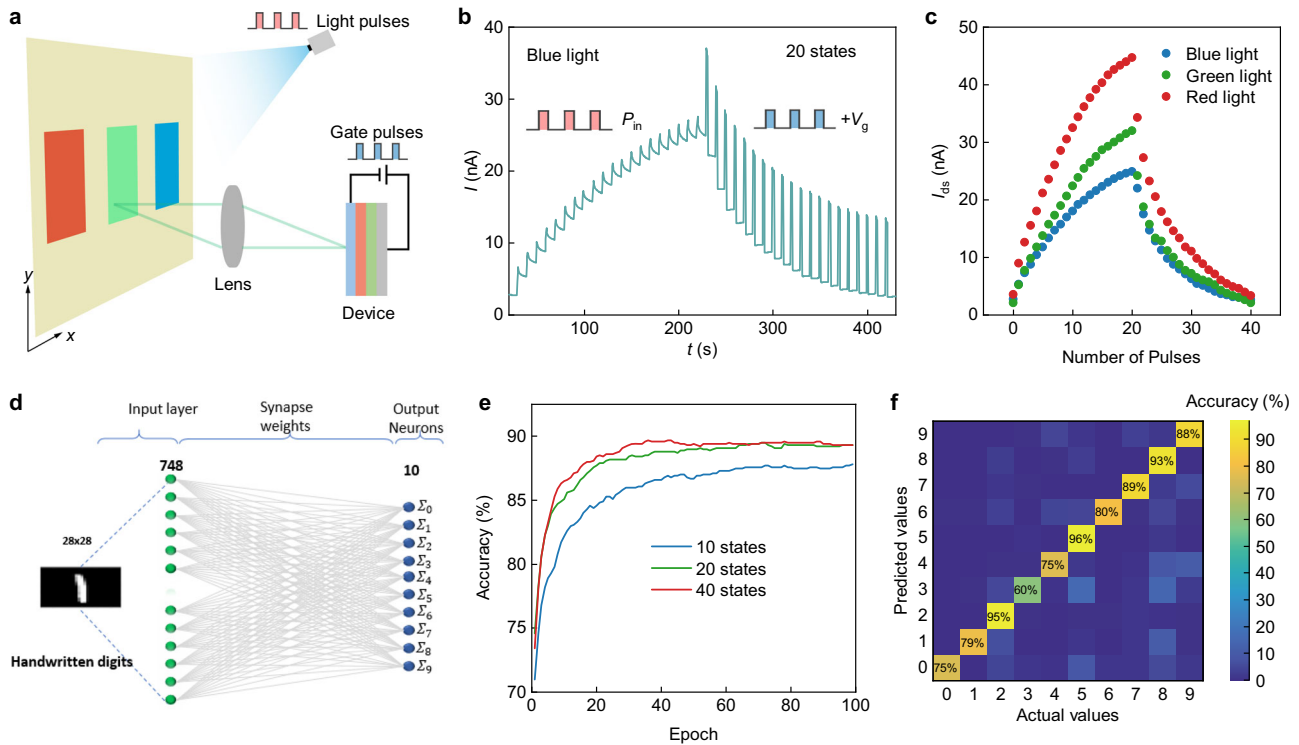 a
Light pulses
Gate pulses
Lens
Device
y
x
b
Blue light
20 states
P_in
+V_g
I (nA)
40
30
20
10
0
100
200
300
400
t (s)
c
Blue light
Green light
Red light
I_ds (nA)
50
40
30
20
10
0
0
10
20
30
40
Number of Pulses
d
Input layer
Synapse
weights
Output
Neurons
748
10
28x28
Handwritten digits
Σ0
Σ1
Σ2
Σ3
Σ4
Σ5
Σ6
Σ7
Σ8
Σ9
e
Accuracy (%)
90
85
80
75
70
10 states
20 states
40 states
0
20
40
60
80
100
Epoch
f
Accuracy (%)
Predicted values
9
8
7
6
5
4
3
2
1
0
88%
93%
89%
80%
96%
75%
60%
95%
79%
75%
0 1 2 3 4 5 6 7 8 9
Actual values
90
80
70
60
50
40
30
20
10
0